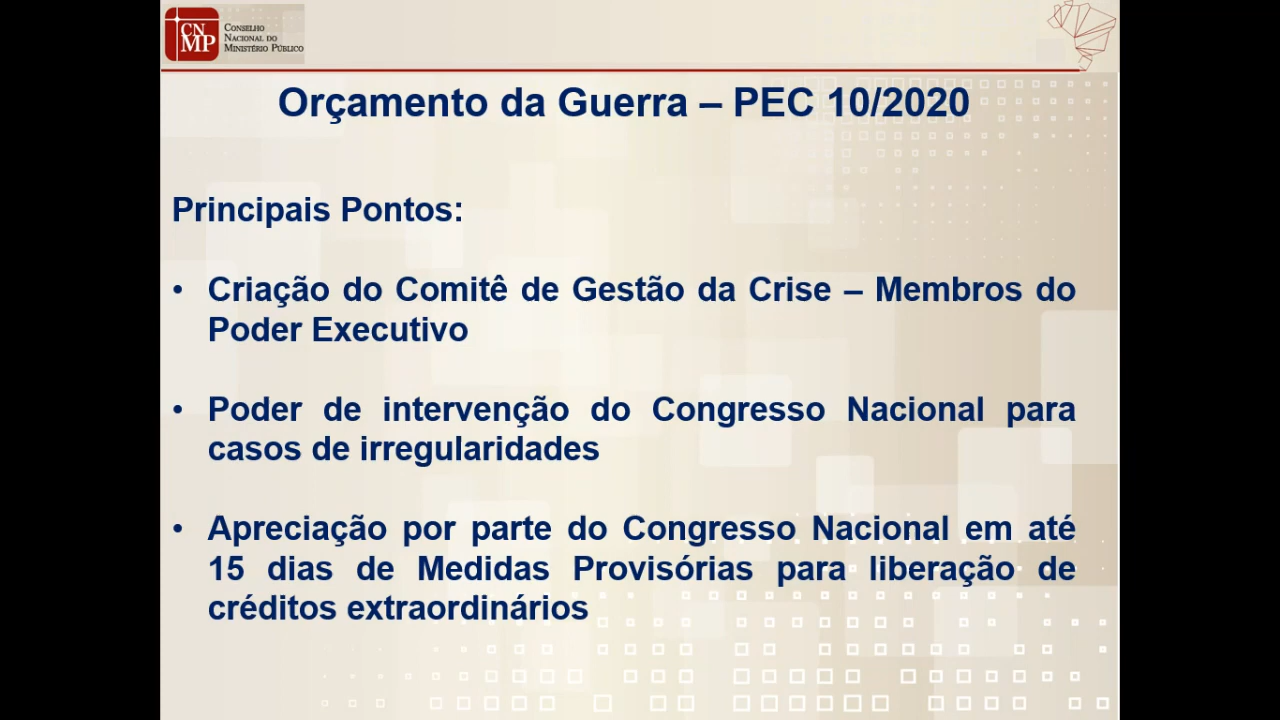 CN
MP
CONSELHO
NACIONAL DO
MINISTÉRIO PÚBLICO
Orçamento da Guerra – PEC 10/2020
Principais Pontos:
• Criação do Comitê de Gestão da Crise – Membros do
Poder Executivo
• Poder de intervenção do Congresso Nacional para
casos de irregularidades
• Apreciação por parte do Congresso Nacional em até
15 dias de Medidas Provisórias para liberação de
créditos extraordinários